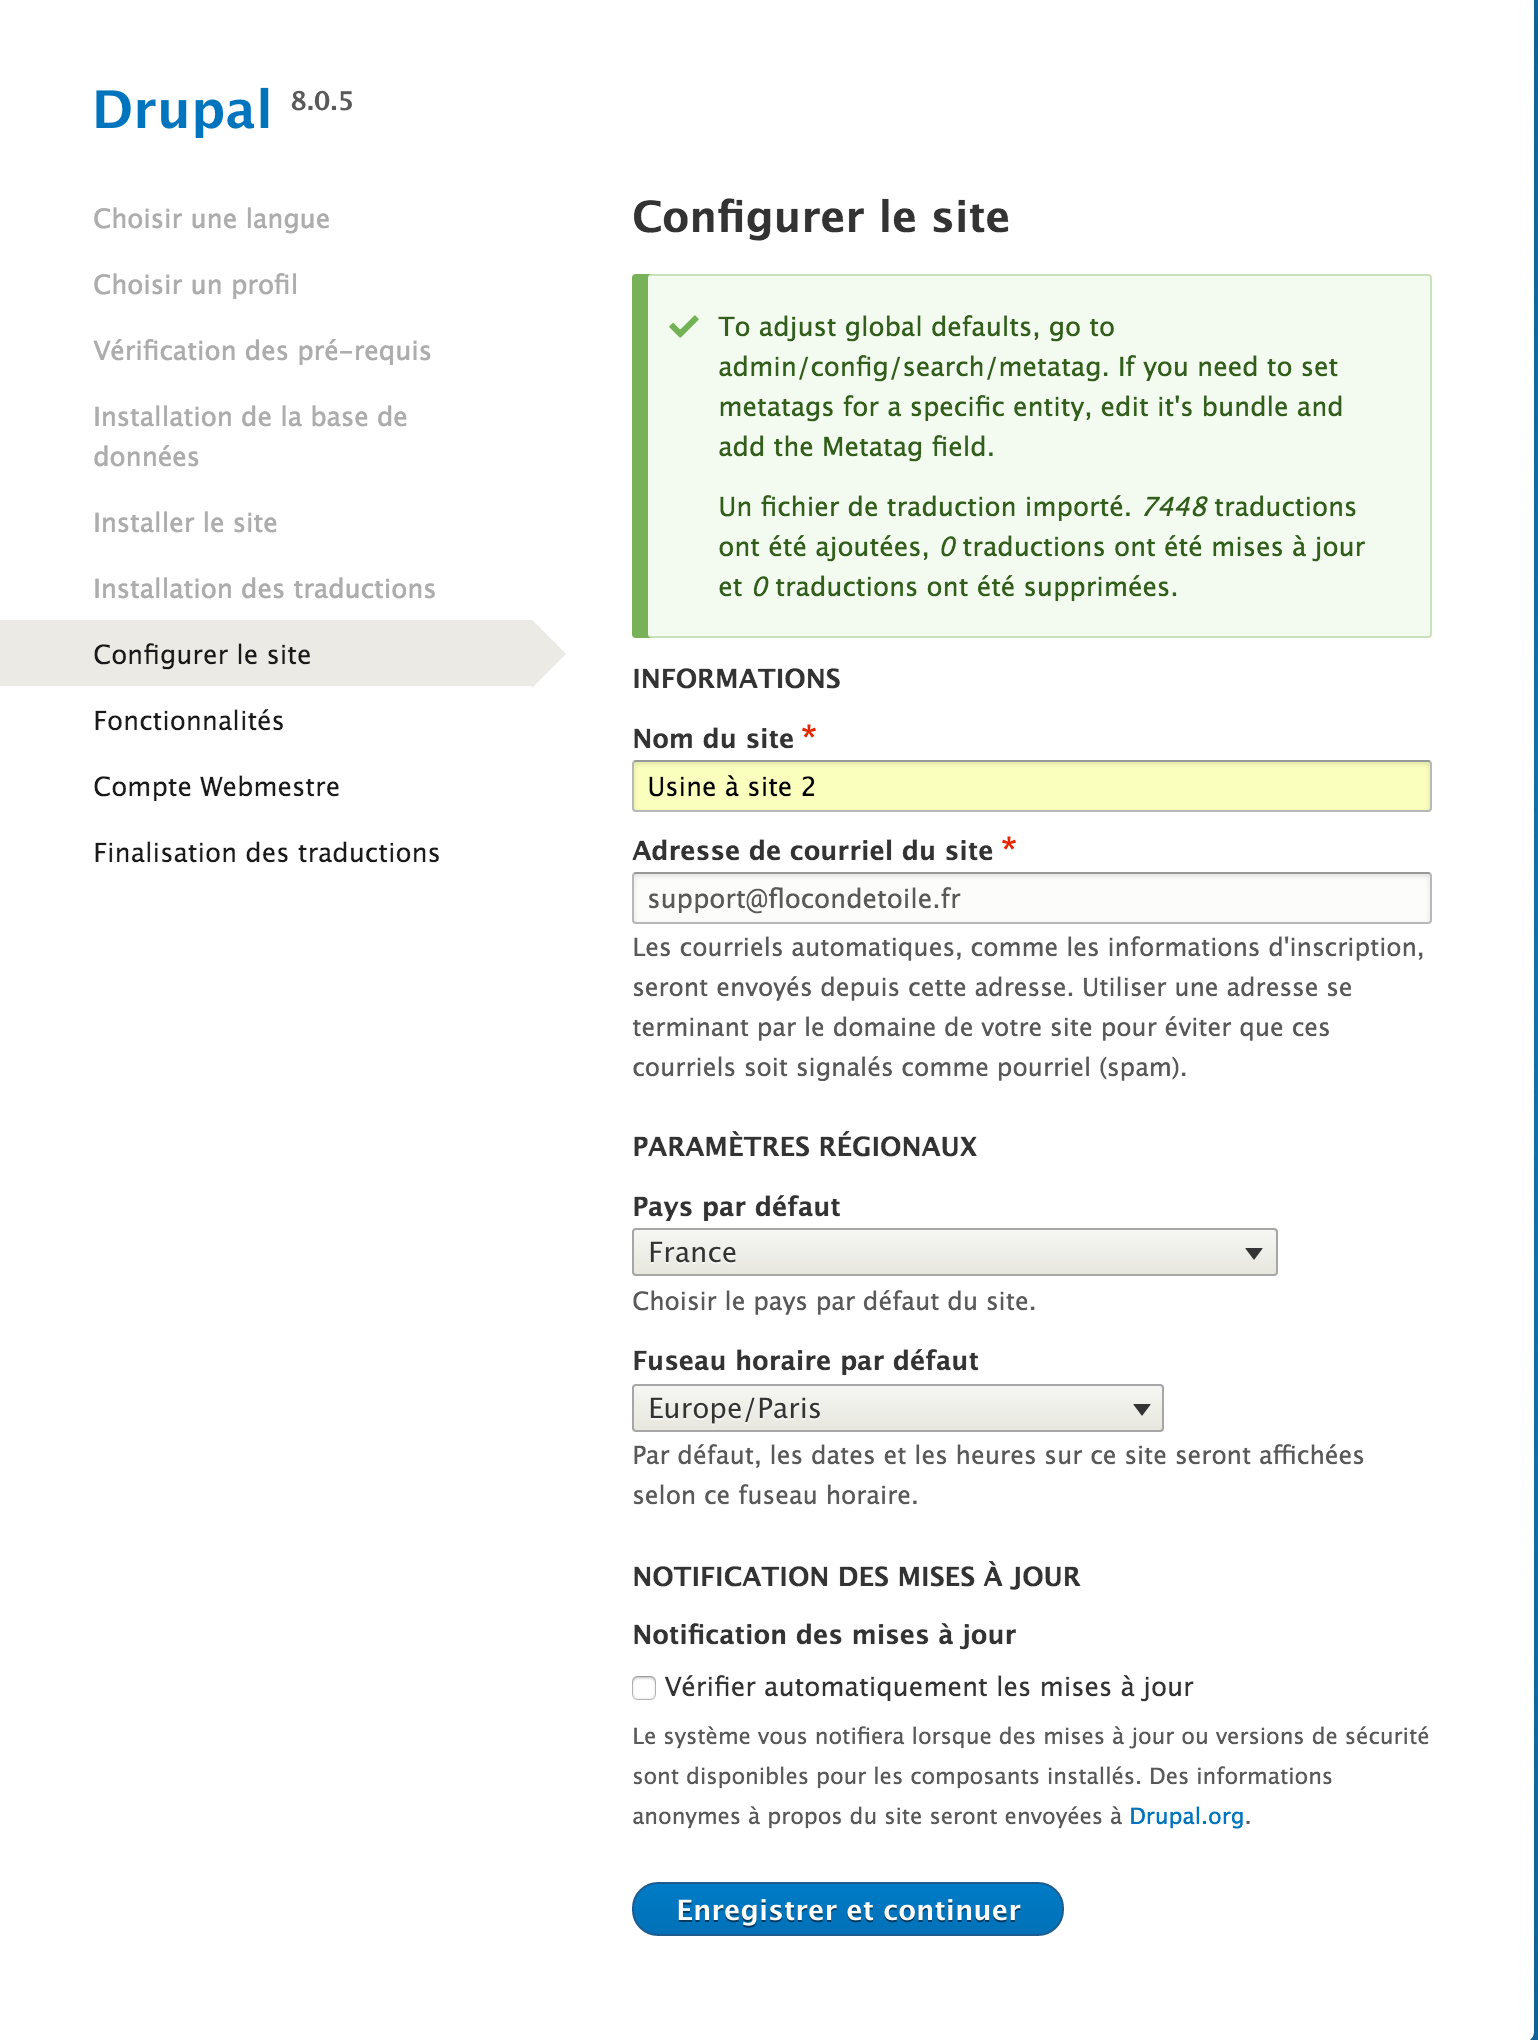 Drupal 8.0.5
Choisir une langue
Choisir un profil
Vérification des pré-requis
Installation de la base de
données
Installer le site
Installation des traductions
Configurer le site
Fonctionnalités
Compte Webmestre
Finalisation des traductions
Configurer le site
To adjust global defaults, go to
admin/config/search/metatag. If you need to set
metatags for a specific entity, edit it's bundle and
add the Metatag field.
Un fichier de traduction importé. 7448 traductions
ont été ajoutées, 0 traductions ont été mises à jour
et 0 traductions ont été supprimées.
INFORMATIONS
Nom du site *
Usine à site 2
Adresse de courriel du site *
support@flocondetoile.fr
Les courriels automatiques, comme les informations d'inscription,
seront envoyés depuis cette adresse. Utiliser une adresse se
terminant par le domaine de votre site pour éviter que ces
courriels soit signalés comme pourriel (spam).
PARAMÈTRES RÉGIONAUX
Pays par défaut
France
Choisir le pays par défaut du site.
Fuseau horaire par défaut
Europe/Paris
Par défaut, les dates et les heures sur ce site seront affichées
selon ce fuseau horaire.
NOTIFICATION DES MISES À JOUR
Notification des mises à jour
Vérifier automatiquement les mises à jour
Le système vous notifiera lorsque des mises à jour ou versions de sécurité
sont disponibles pour les composants installés. Des informations
anonymes à propos du site seront envoyées à Drupal.org.
Enregistrer et continuer